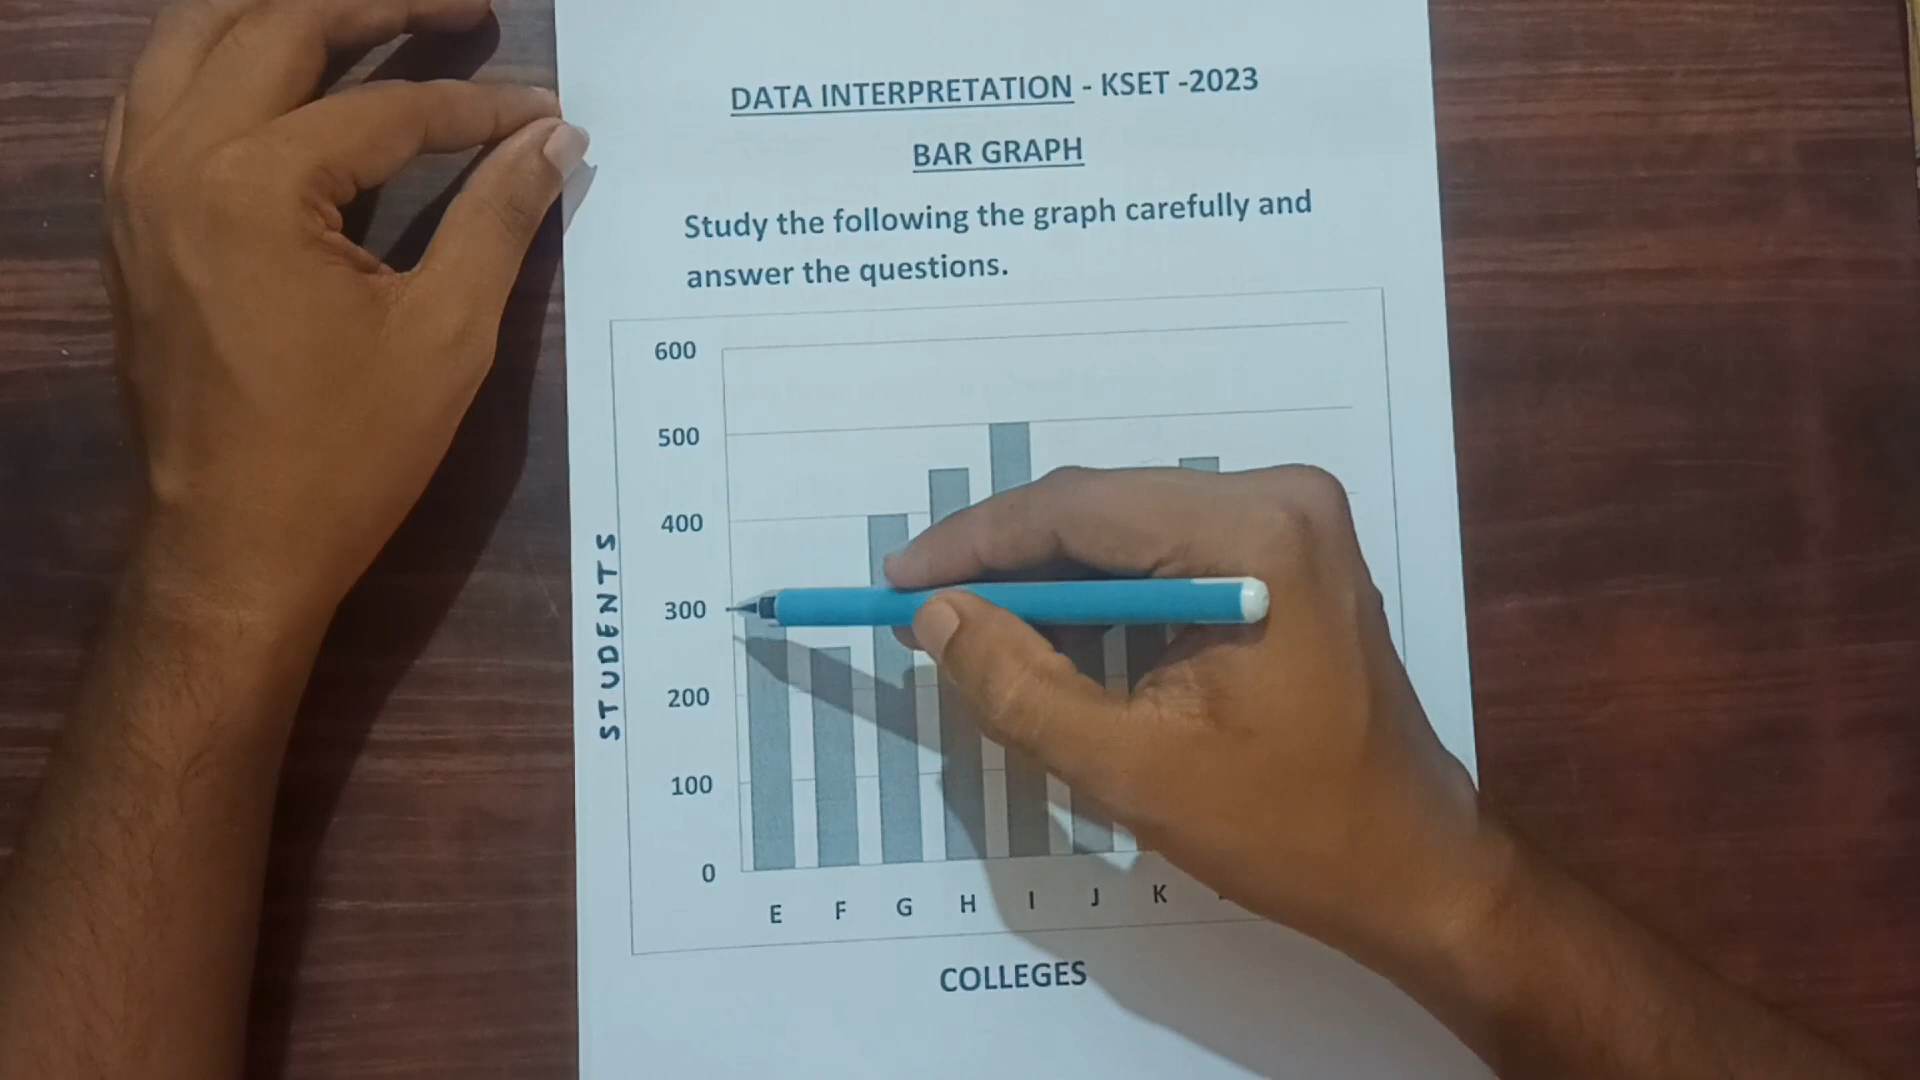 DATA INTERPRETATION - KSET -2023
BAR GRAPH
Study the following the graph carefully and
answer the questions.
600
500
400
300
200
100
0
STUDENTS
E F G H I J K
COLLEGES